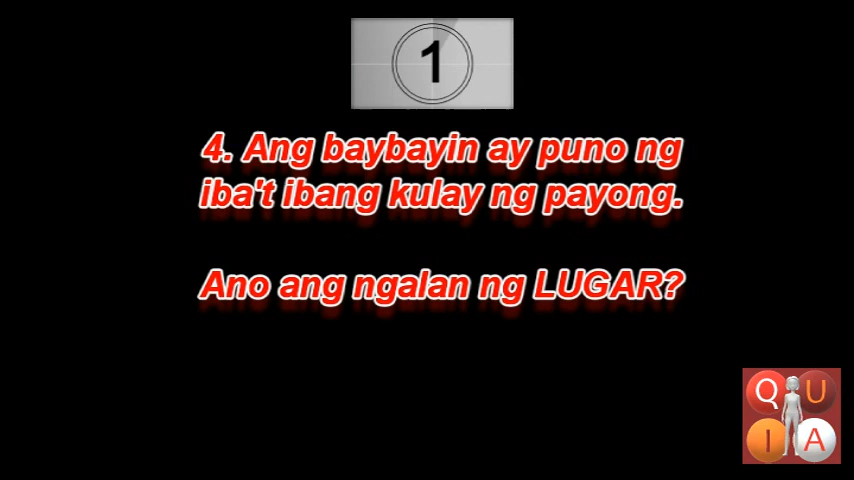 1
4. Ang baybayin ay puno ng
iba't ibang kulay ng payong.
Ano ang ngalan ng LUGAR?
Q U
I A